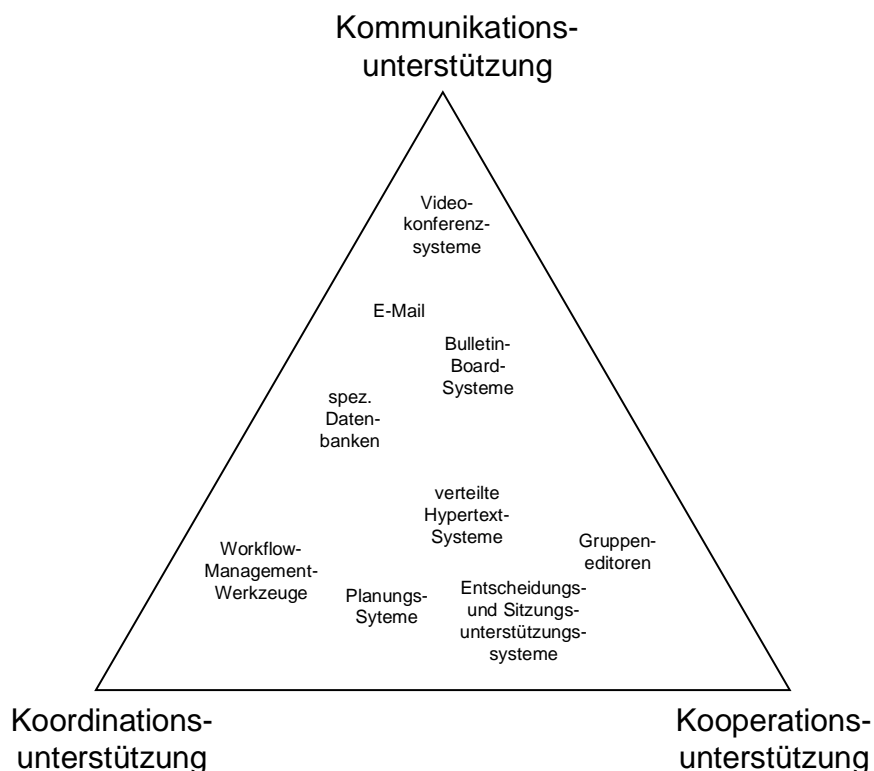 Kommunikations-
unterstützung
Video-
konferenz-
systeme
E-Mail
Bulletin-
Board-
Systeme
spez.
Daten-
banken
verteilte
Hypertext-
Systeme
Gruppen-
editoren
Workflow-
Management-
Werkzeuge
Planungs-
Syteme
Entscheidungs-
und Sitzungs-
unterstützungs-
systeme
Koordinations-
unterstützung
Kooperations-
unterstützung